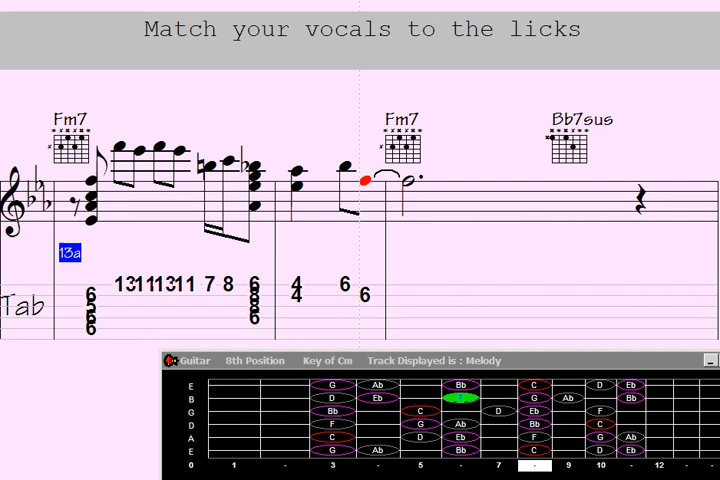 Match your vocals to the licks
Fm7 Fm7 Bb7sus
13a
Tab
13 11 13 11 7 8 6 4 6
6 8 4 6
5 8
6 6
6
Guitar 8th Position Key of Cm Track Displayed is : Melody
E G Ab Bb C D Eb
B D Eb G Ab Bb
G Bb C D Eb F
D F G Ab Bb C
A C D Eb F G Ab
E G Ab Bb C D Eb
0 1 - 3 - 5 - 7 - 9 10 - 12 - -